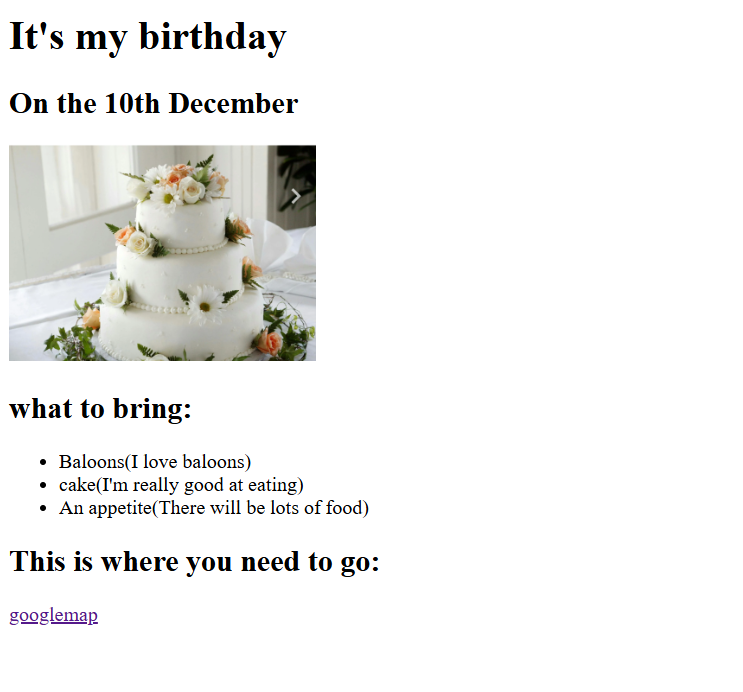 It's my birthday
On the 10th December
what to bring:
Baloons(I love baloons)
cake(I'm really good at eating)
An appetite(There will be lots of food)
This is where you need to go:
googlemap